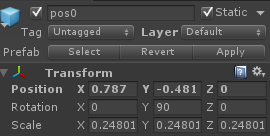 pos0 Static
Tag Untagged Layer Default
Prefab Select Revert Apply
Transform
Position X 0.787 Y -0.481 Z 0
Rotation X 0 Y 90 Z 0
Scale X 0.24801 Y 0.24801 Z 0.24801